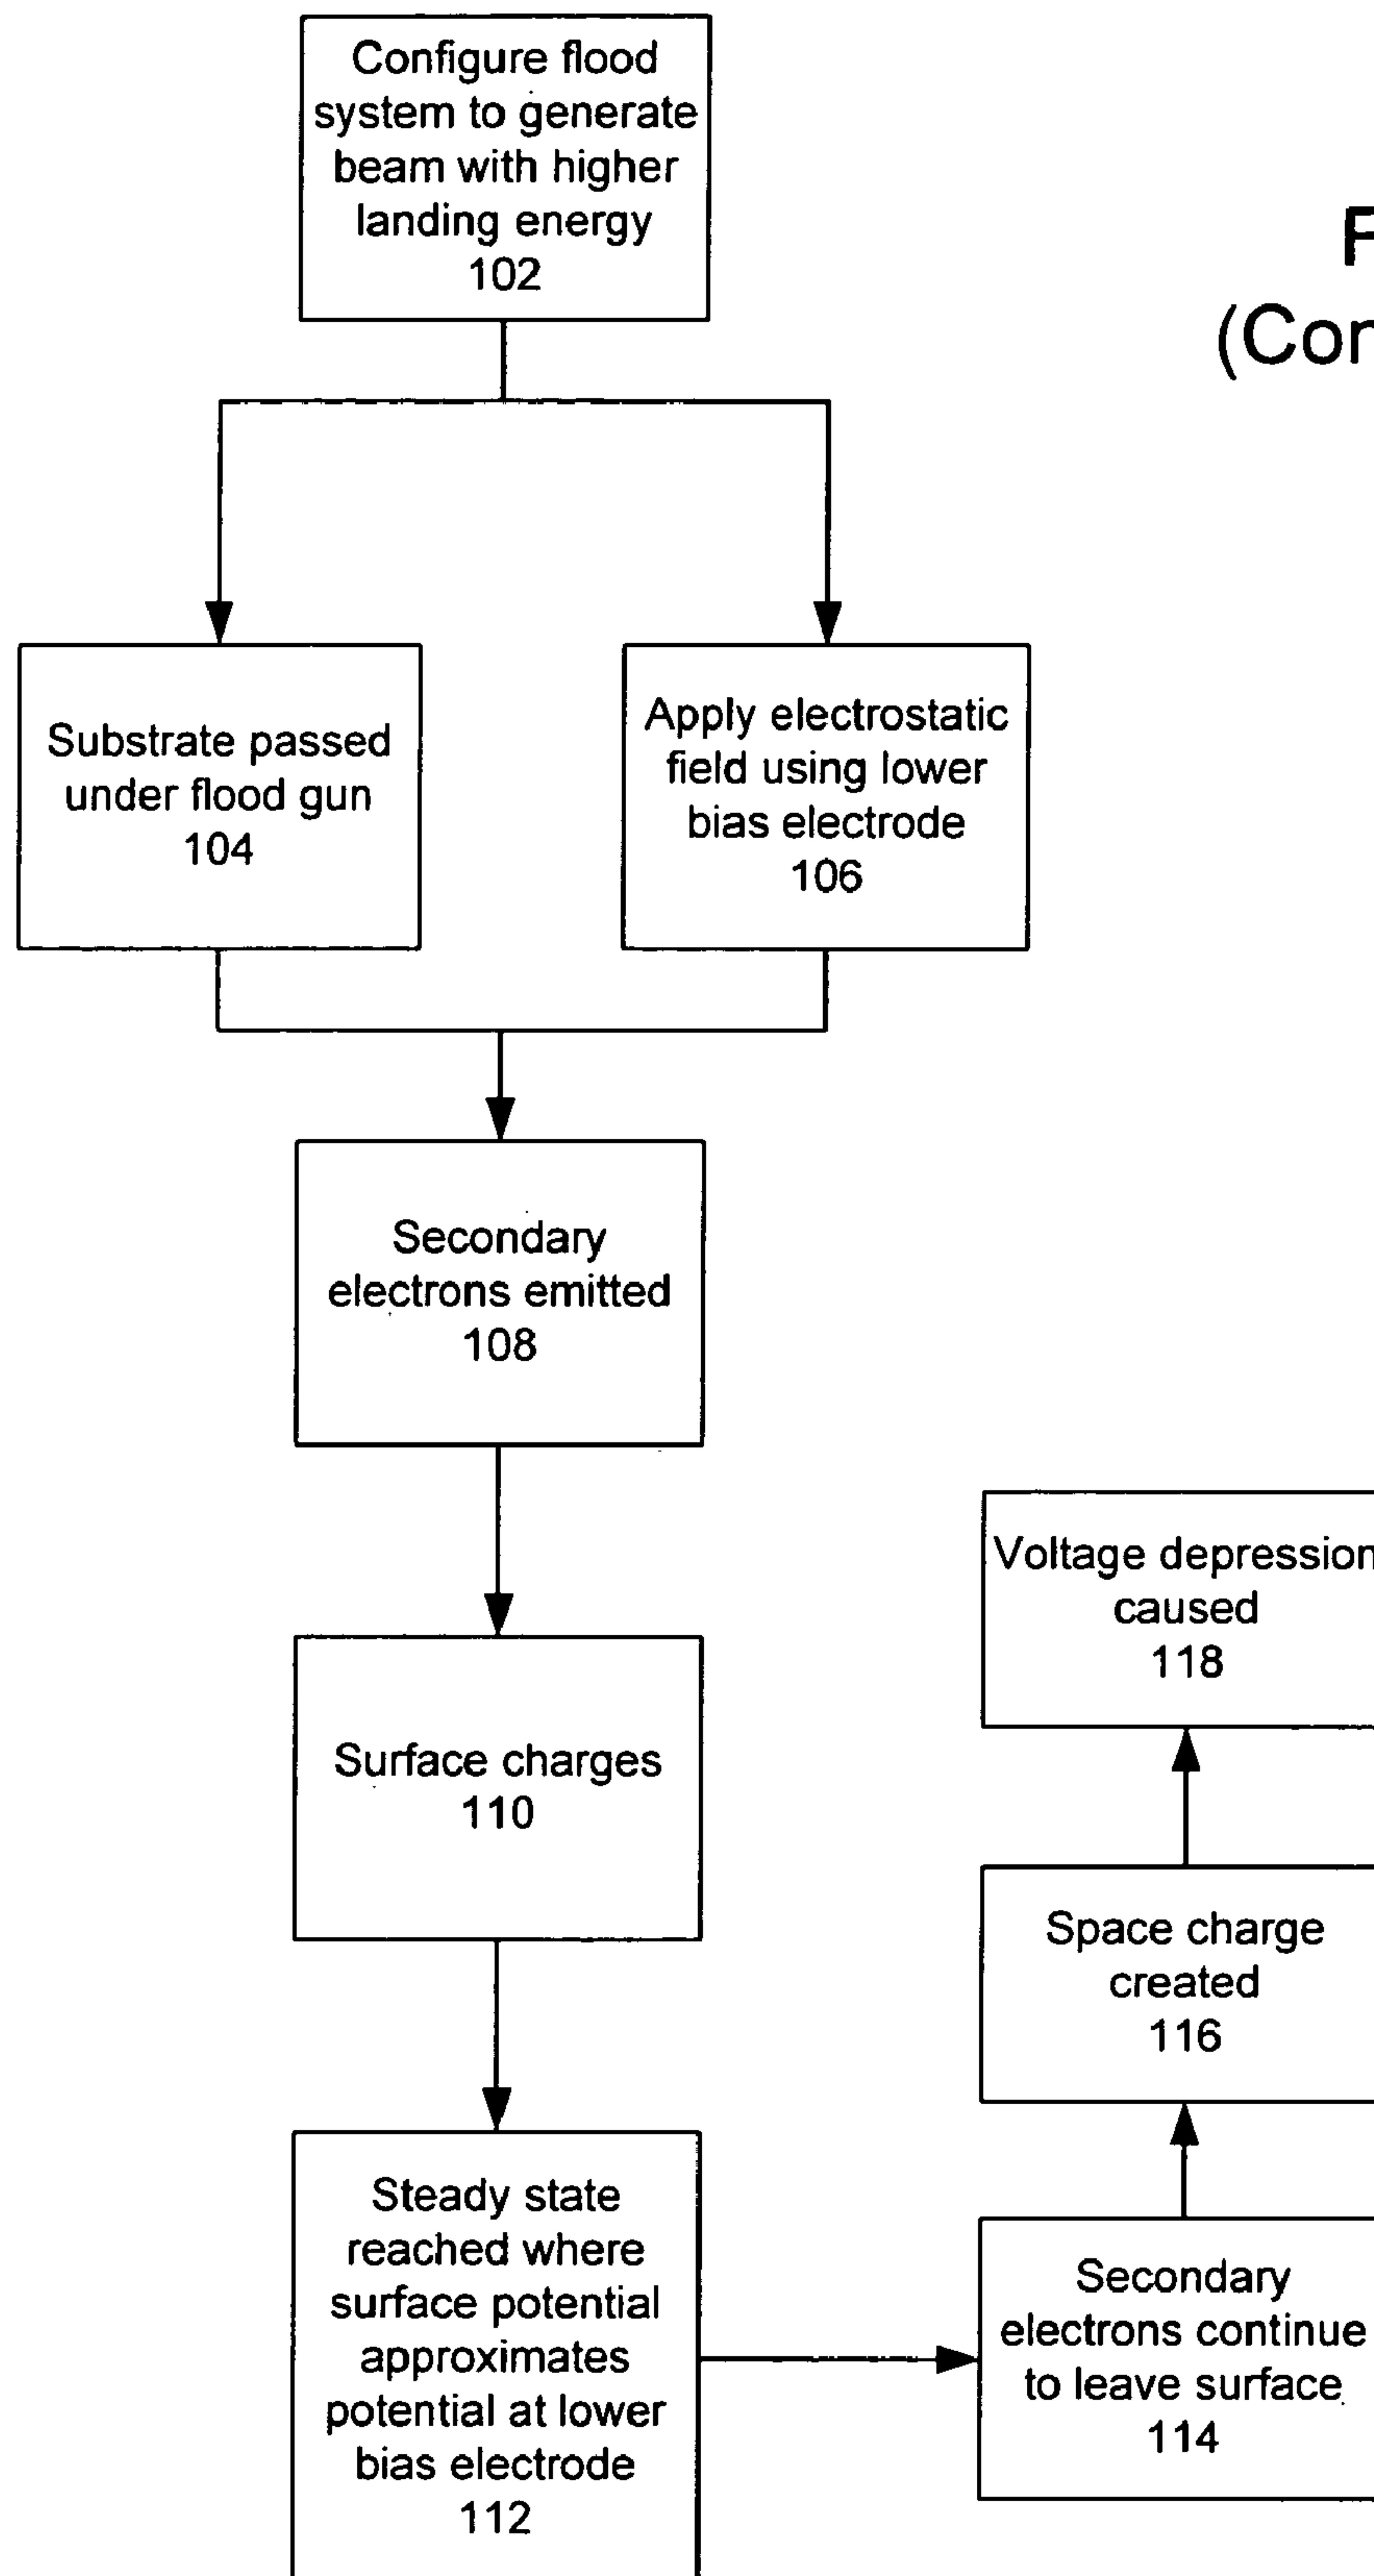 Configure flood
system to generate
beam with higher
landing energy
102
Substrate passed
under flood gun
104
Apply electrostatic
field using lower
bias electrode
106
Secondary
electrons emitted
108
Surface charges
110
Steady state
reached where
surface potential
approximates
potential at lower
bias electrode
112
Secondary
electrons continue
to leave surface
114
Space charge
created
116
Voltage depression
caused
118